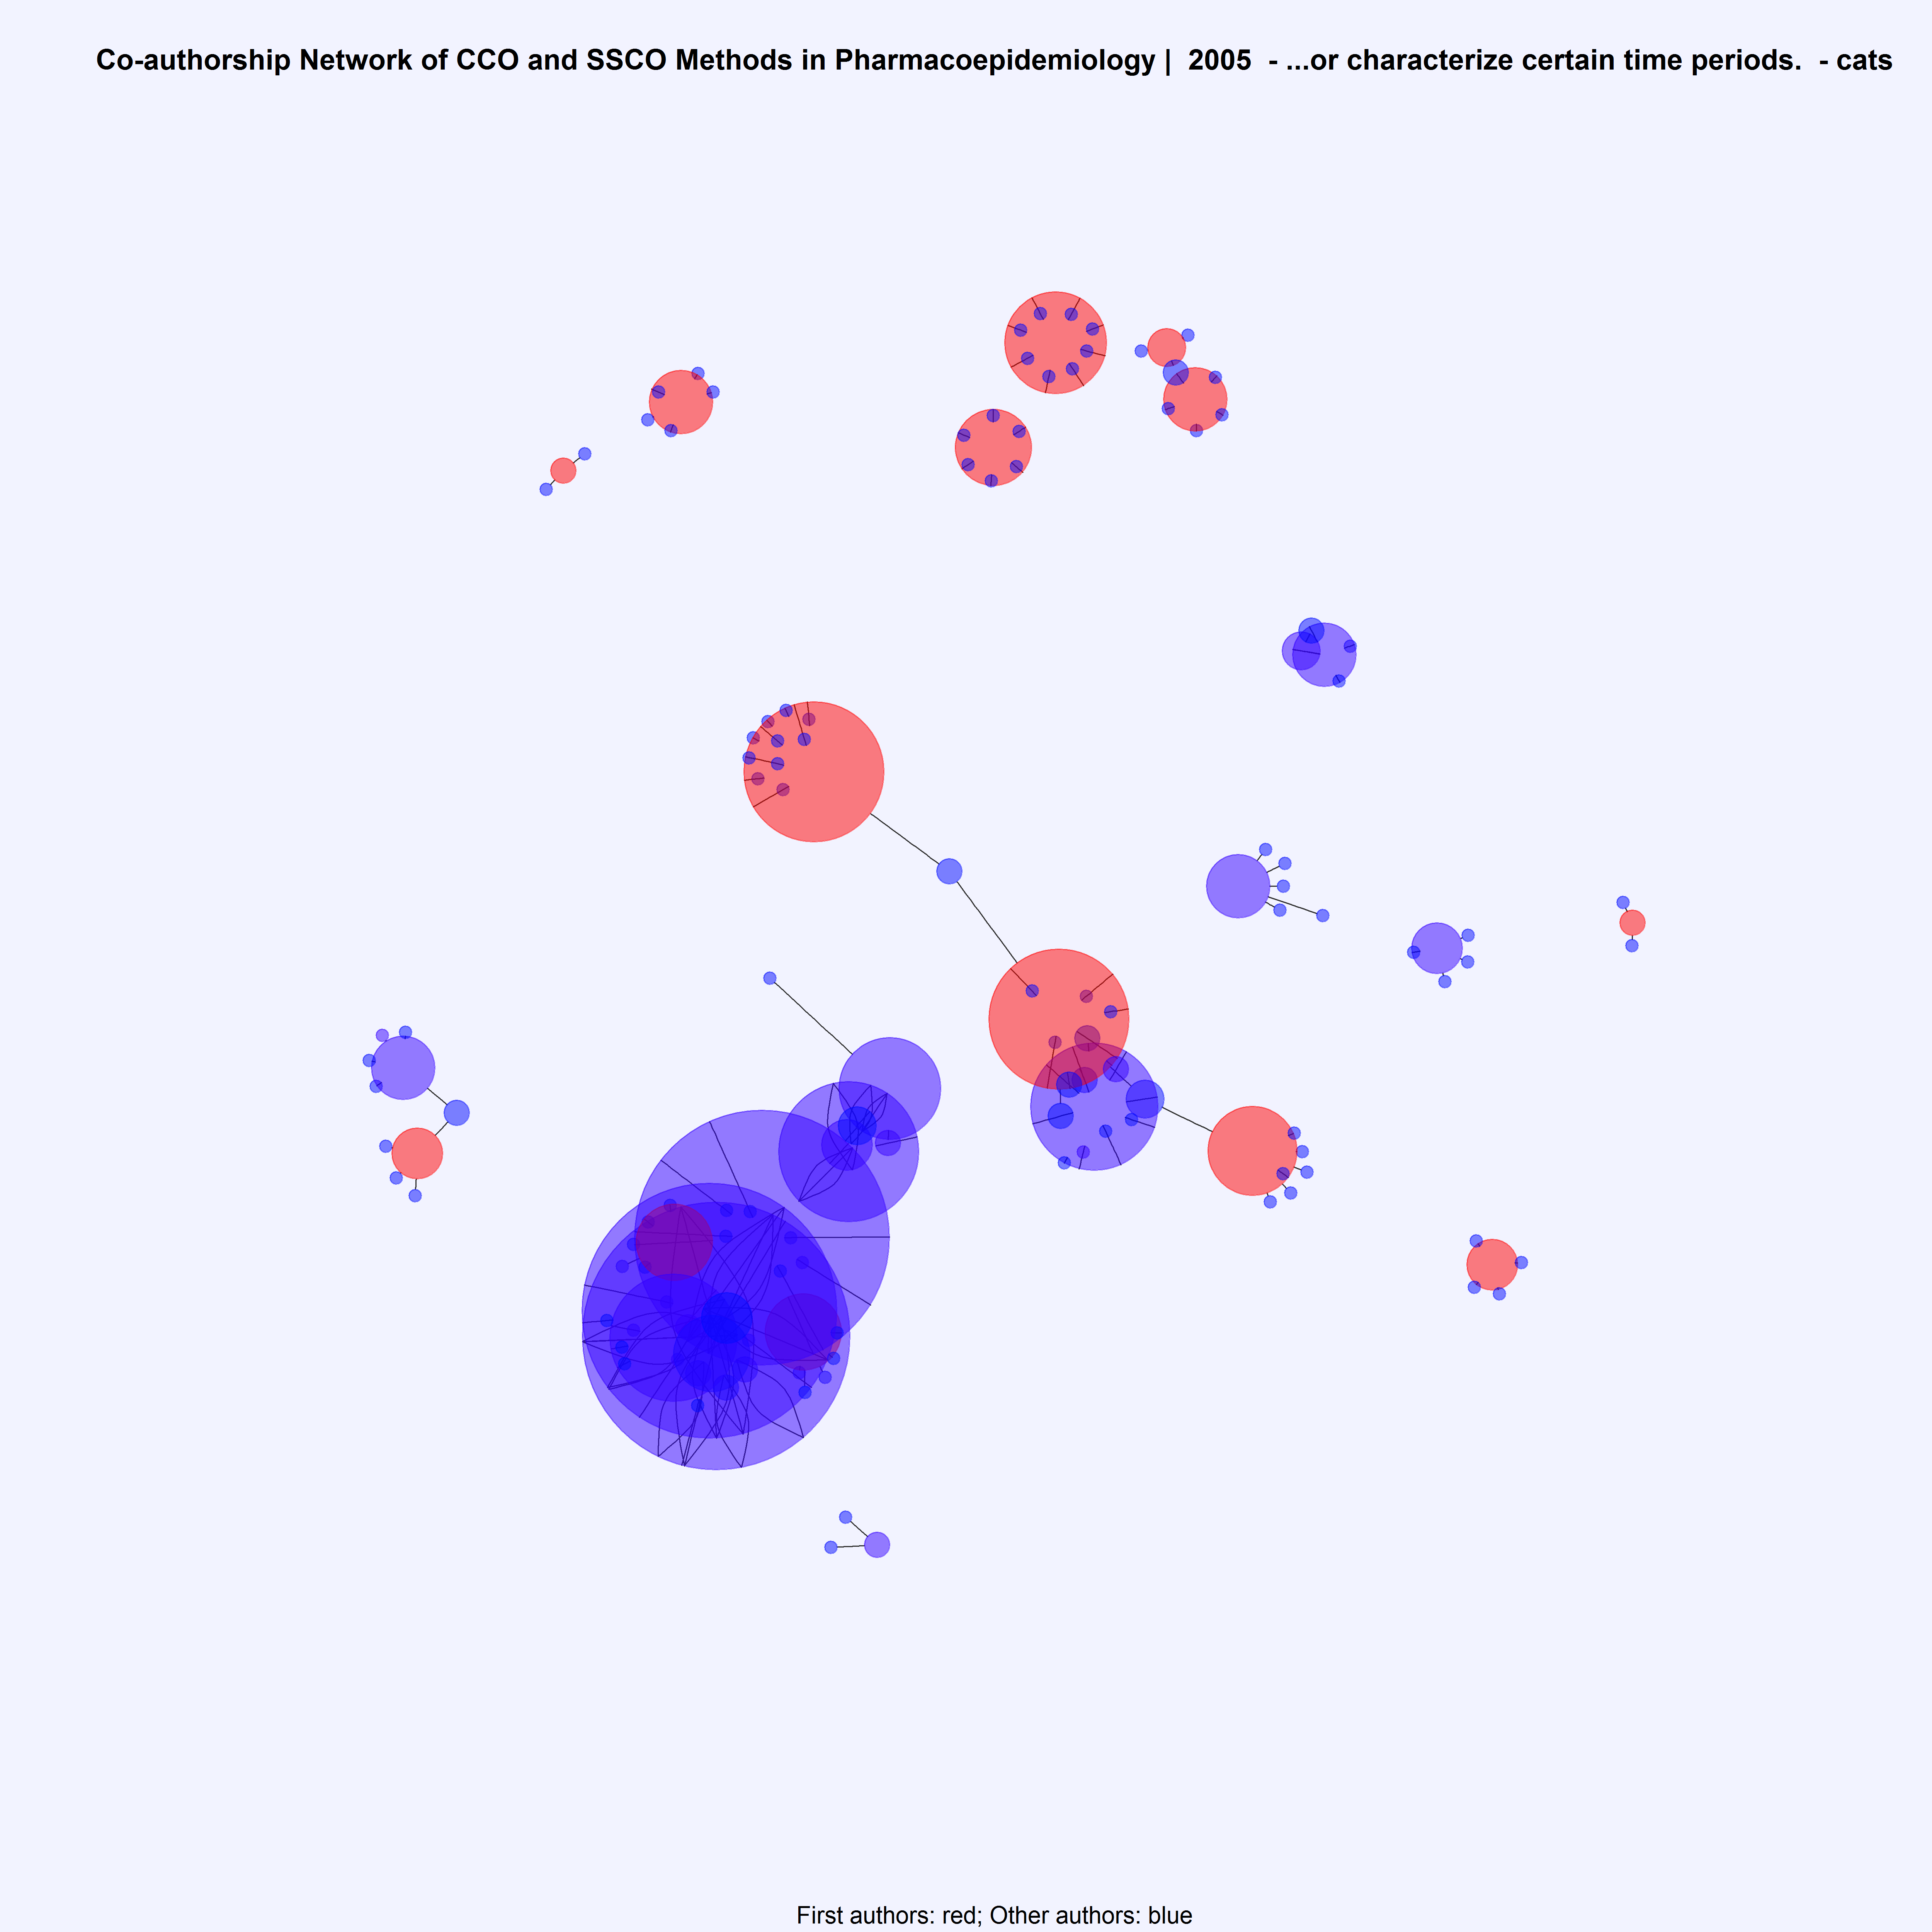 Co-authorship Network of CCO and SSCO Methods in Pharmacoepidemiology |  2005  - ...or characterize certain time periods.  - cats
First authors: red; Other authors: blue